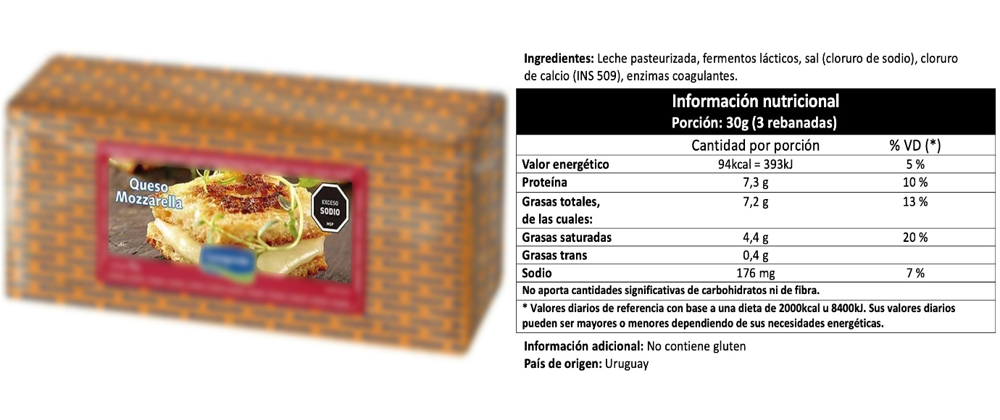 Queso
Mozzarella
EXCESO
SODIO
MSP
Ingredientes: Leche pasteurizada, fermentos lácticos, sal (cloruro de sodio), cloruro
de calcio (INS 509), enzimas coagulantes.
Información nutricional
Porción: 30g (3 rebanadas)
Cantidad por porción % VD (*)
Valor energético 94kcal = 393kJ 5 %
Proteína 7,3 g 10 %
Grasas totales, 7,2 g 13 %
de las cuales:
Grasas saturadas 4,4 g 20 %
Grasas trans 0,4 g
Sodio 176 mg 7 %
No aporta cantidades significativas de carbohidratos ni de fibra.
* Valores diarios de referencia con base a una dieta de 2000kcal u 8400kJ. Sus valores diarios
pueden ser mayores o menores dependiendo de sus necesidades energéticas.
Información adicional: No contiene gluten
País de origen: Uruguay